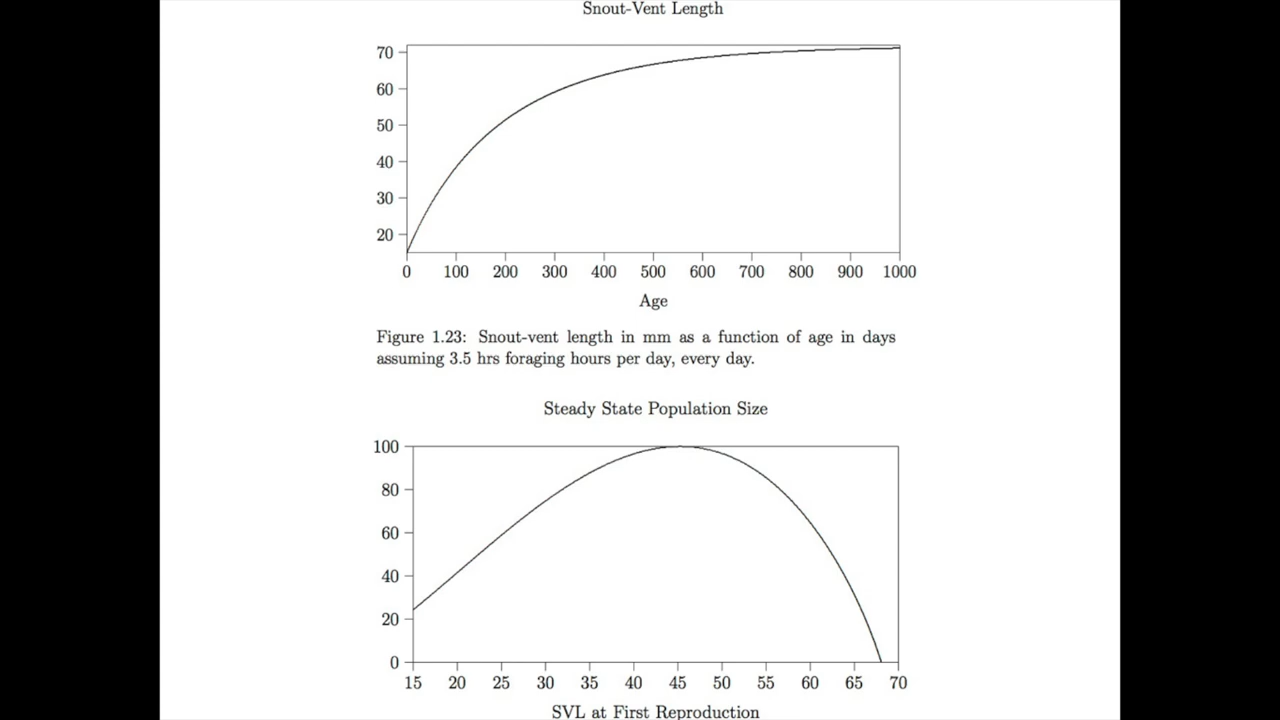 Snout-Vent Length
70
60
50
40
30
20
0 100 200 300 400 500 600 700 800 900 1000
Age
Figure 1.23: Snout-vent length in mm as a function of age in days
assuming 3.5 hrs foraging hours per day, every day.
Steady State Population Size
100
80
60
40
20
0
15 20 25 30 35 40 45 50 55 60 65 70
SVL at First Reproduction